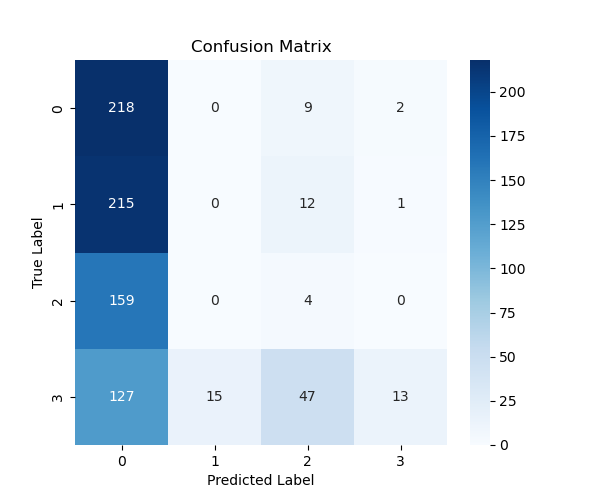 Confusion Matrix
0 218 0 9 2
1 215 0 12 1
2 159 0 4 0
3 127 15 47 13
0 1 2 3
Predicted Label
True Label
200
175
150
125
100
75
50
25
0